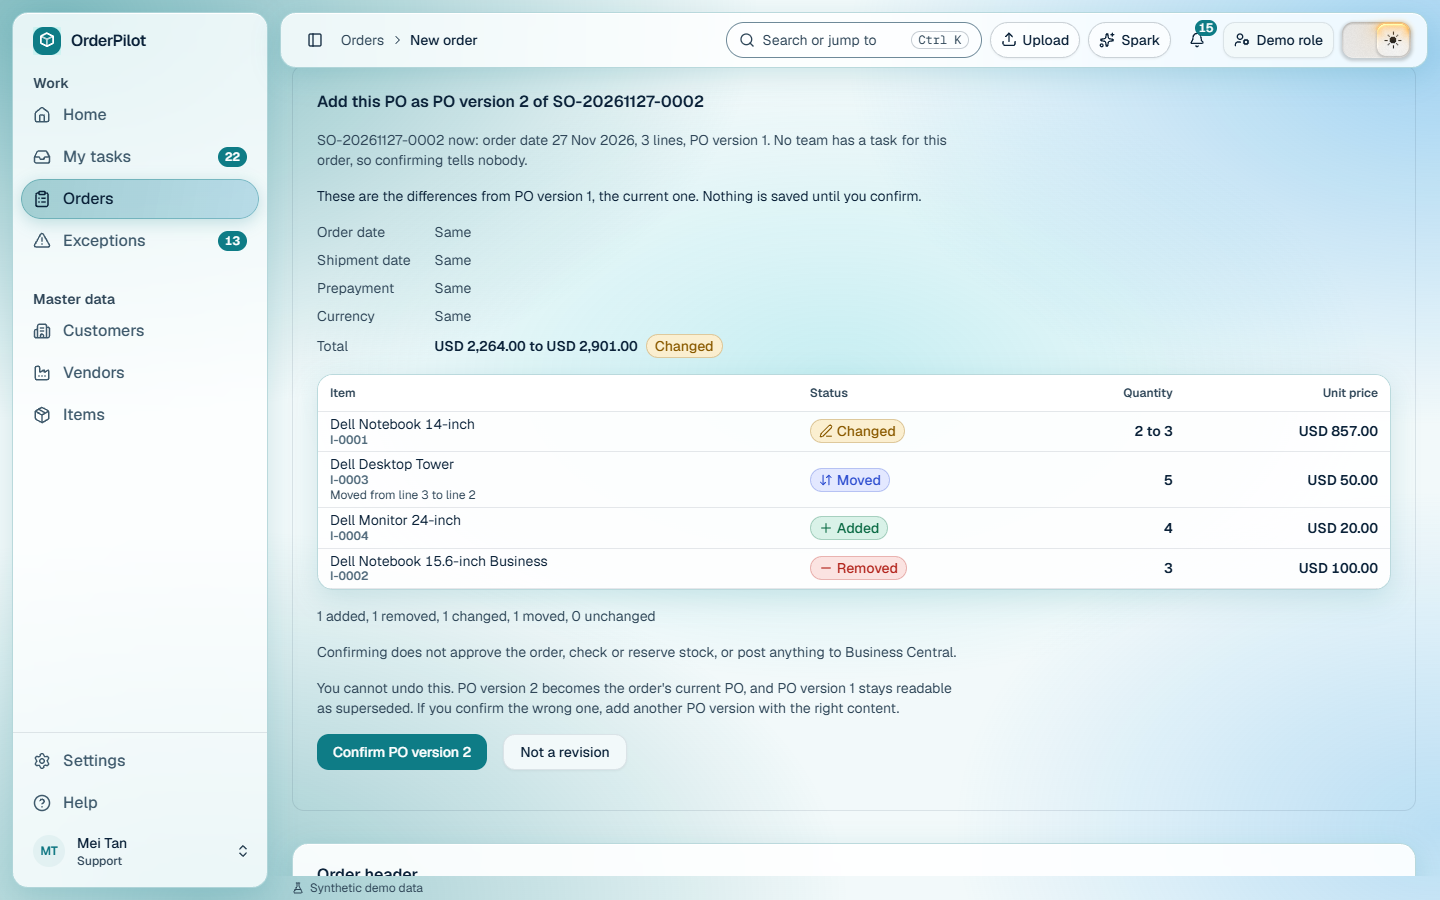 OrderPilot
Work
Home
My tasks 22
Orders
Exceptions 13
Master data
Customers
Vendors
Items
Settings
Help
MT
Mei Tan
Support
Orders > New order
Search or jump to Ctrl K
Upload
Spark
15
Demo role
Add this PO as PO version 2 of SO-20261127-0002
SO-20261127-0002 now: order date 27 Nov 2026, 3 lines, PO version 1. No team has a task for this
order, so confirming tells nobody.
These are the differences from PO version 1, the current one. Nothing is saved until you confirm.
Order date Same
Shipment date Same
Prepayment Same
Currency Same
Total USD 2,264.00 to USD 2,901.00 Changed
Item Status Quantity Unit price
Dell Notebook 14-inch
I-0001
Changed 2 to 3 USD 857.00
Dell Desktop Tower
I-0003
Moved from line 3 to line 2
Moved 5 USD 50.00
Dell Monitor 24-inch
I-0004
Added 4 USD 20.00
Dell Notebook 15.6-inch Business
I-0002
Removed 3 USD 100.00
1 added, 1 removed, 1 changed, 1 moved, 0 unchanged
Confirming does not approve the order, check or reserve stock, or post anything to Business Central.
You cannot undo this. PO version 2 becomes the order's current PO, and PO version 1 stays readable
as superseded. If you confirm the wrong one, add another PO version with the right content.
Confirm PO version 2
Not a revision
Order header
Synthetic demo data